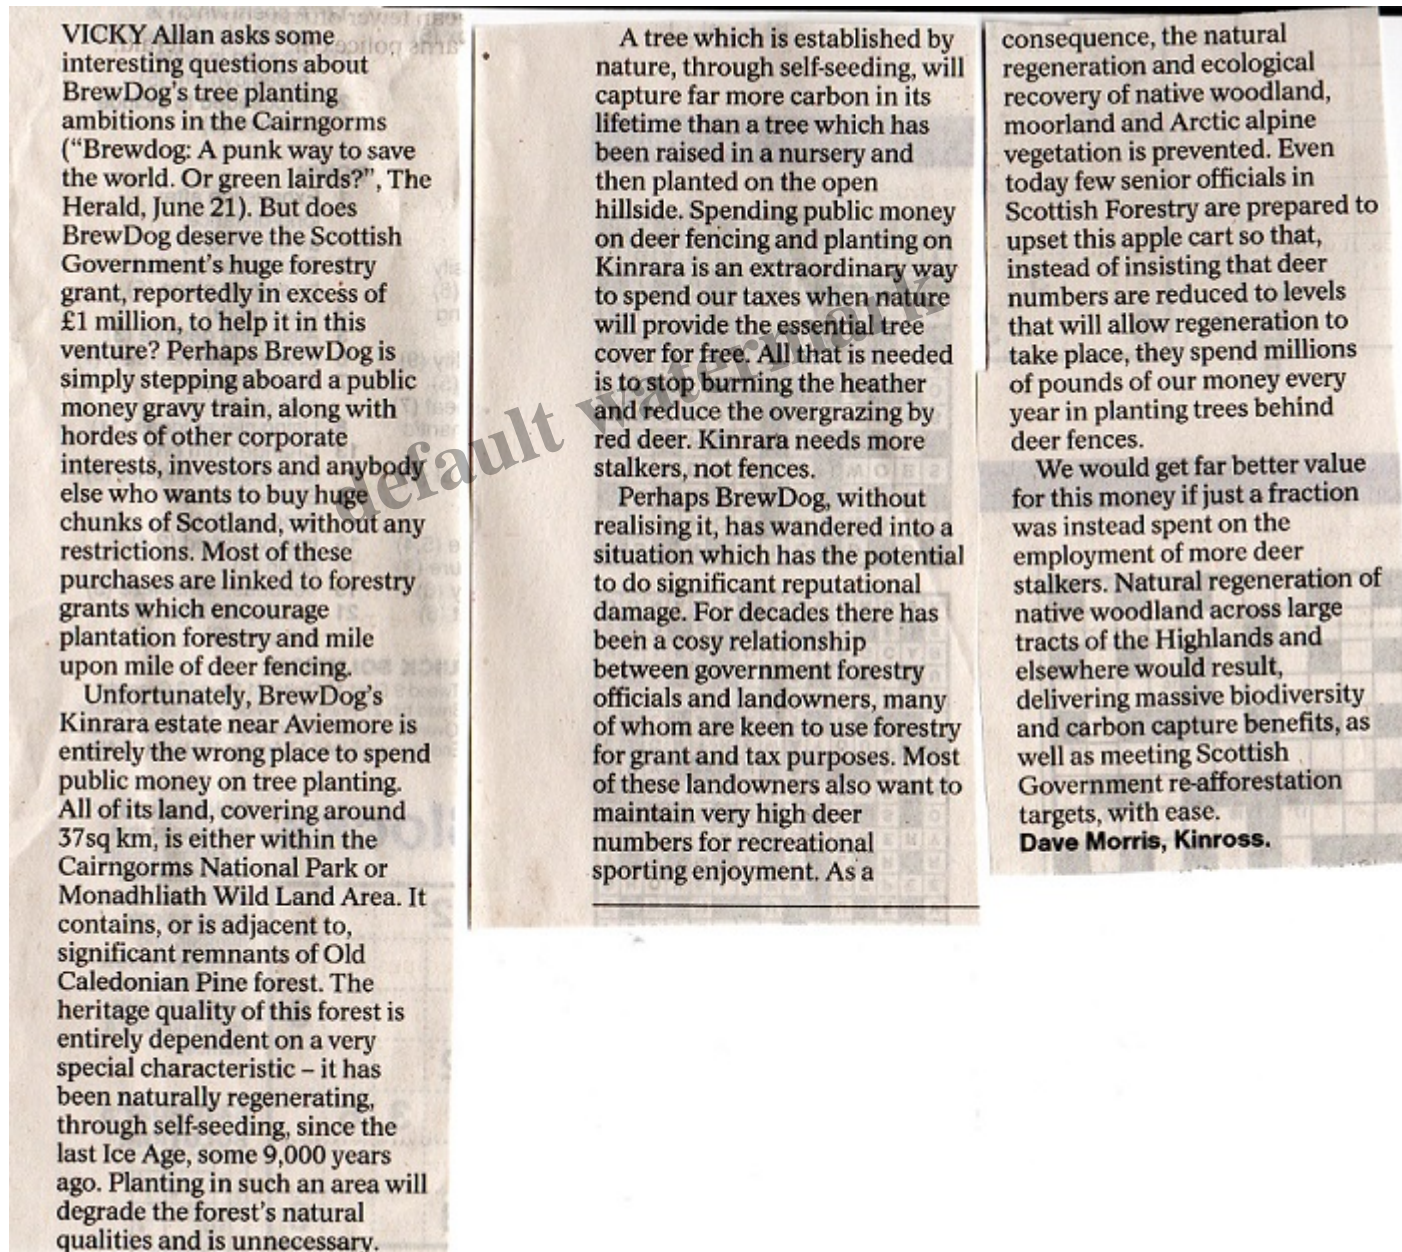 VICKY Allan asks some
interesting questions about
BrewDog's tree planting
ambitions in the Cairngorms
("Brewdog: A punk way to save
the world. Or green lairds?", The
Herald, June 21). But does
BrewDog deserve the Scottish
Government's huge forestry
grant, reportedly in excess of
£1 million, to help it in this
venture? Perhaps BrewDog is
simply stepping aboard a public
money gravy train, along with
hordes of other corporate
interests, investors and anybody
else who wants to buy huge
chunks of Scotland, without any
restrictions. Most of these
purchases are linked to forestry
grants which encourage
plantation forestry and mile
upon mile of deer fencing.
Unfortunately, BrewDog's
Kinrara estate near Aviemore is
entirely the wrong place to spend
public money on tree planting.
All of its land, covering around
37sq km, is either within the
Cairngorms National Park or
Monadhliath Wild Land Area. It
contains, or is adjacent to,
significant remnants of Old
Caledonian Pine forest. The
heritage quality of this forest is
entirely dependent on a very
special characteristic – it has
been naturally regenerating,
through self-seeding, since the
last Ice Age, some 9,000 years
ago. Planting in such an area will
degrade the forest's natural
qualities and is unnecessary.
A tree which is established by
nature, through self-seeding, will
capture far more carbon in its
lifetime than a tree which has
been raised in a nursery and
then planted on the open
hillside. Spending public money
on deer fencing and planting on
Kinrara is an extraordinary way
to spend our taxes when nature
will provide the essential tree
cover for free. All that is needed
is to stop burning the heather
and reduce the overgrazing by
red deer. Kinrara needs more
stalkers, not fences.
Perhaps BrewDog, without
realising it, has wandered into a
situation which has the potential
to do significant reputational
damage. For decades there has
been a cosy relationship
between government forestry
officials and landowners, many
of whom are keen to use forestry
for grant and tax purposes. Most
of these landowners also want to
maintain very high deer
numbers for recreational
sporting enjoyment. As a
consequence, the natural
regeneration and ecological
recovery of native woodland,
moorland and Arctic alpine
vegetation is prevented. Even
today few senior officials in
Scottish Forestry are prepared to
upset this apple cart so that,
instead of insisting that deer
numbers are reduced to levels
that will allow regeneration to
take place, they spend millions
of pounds of our money every
year in planting trees behind
deer fences.
We would get far better value
for this money if just a fraction
was instead spent on the
employment of more deer
stalkers. Natural regeneration of
native woodland across large
tracts of the Highlands and
elsewhere would result,
delivering massive biodiversity
and carbon capture benefits, as
well as meeting Scottish
Government re-afforestation
targets, with ease.
Dave Morris, Kinross.
default watermark